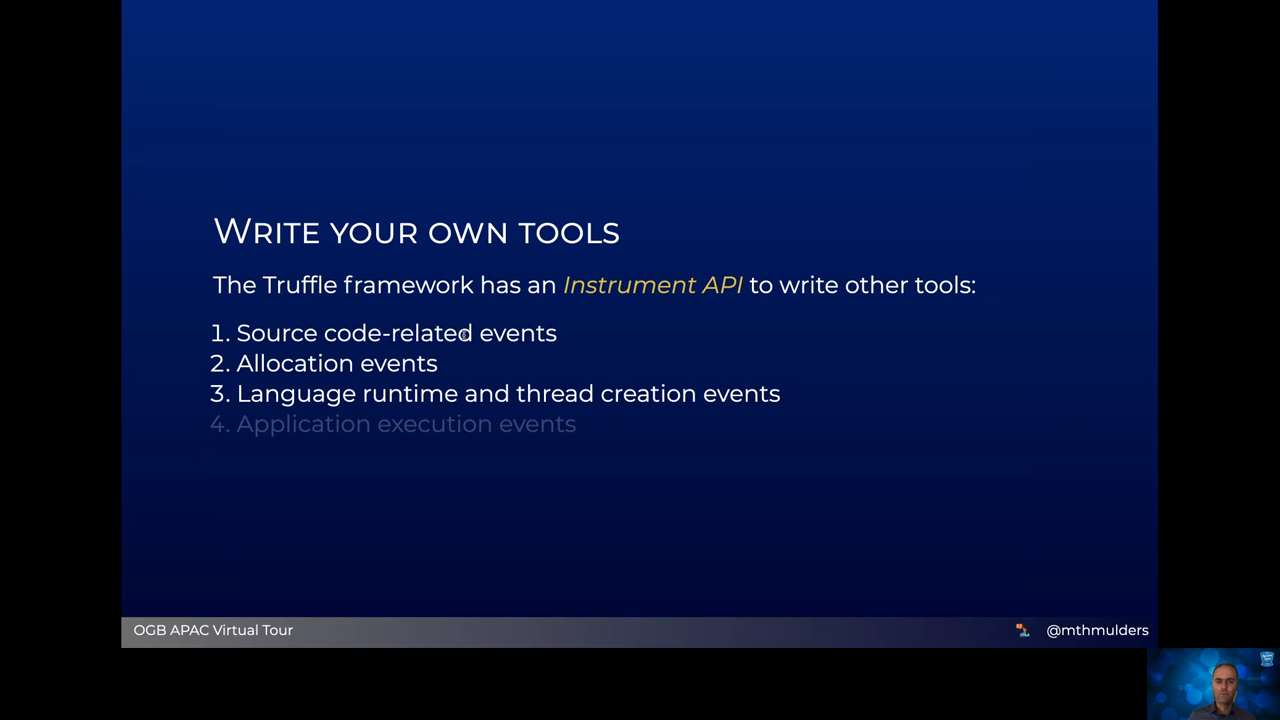 Write your own tools
The Truffle framework has an Instrument API to write other tools:
1. Source code-related events
2. Allocation events
3. Language runtime and thread creation events
4. Application execution events
OGB APAC Virtual Tour
@mthmulders